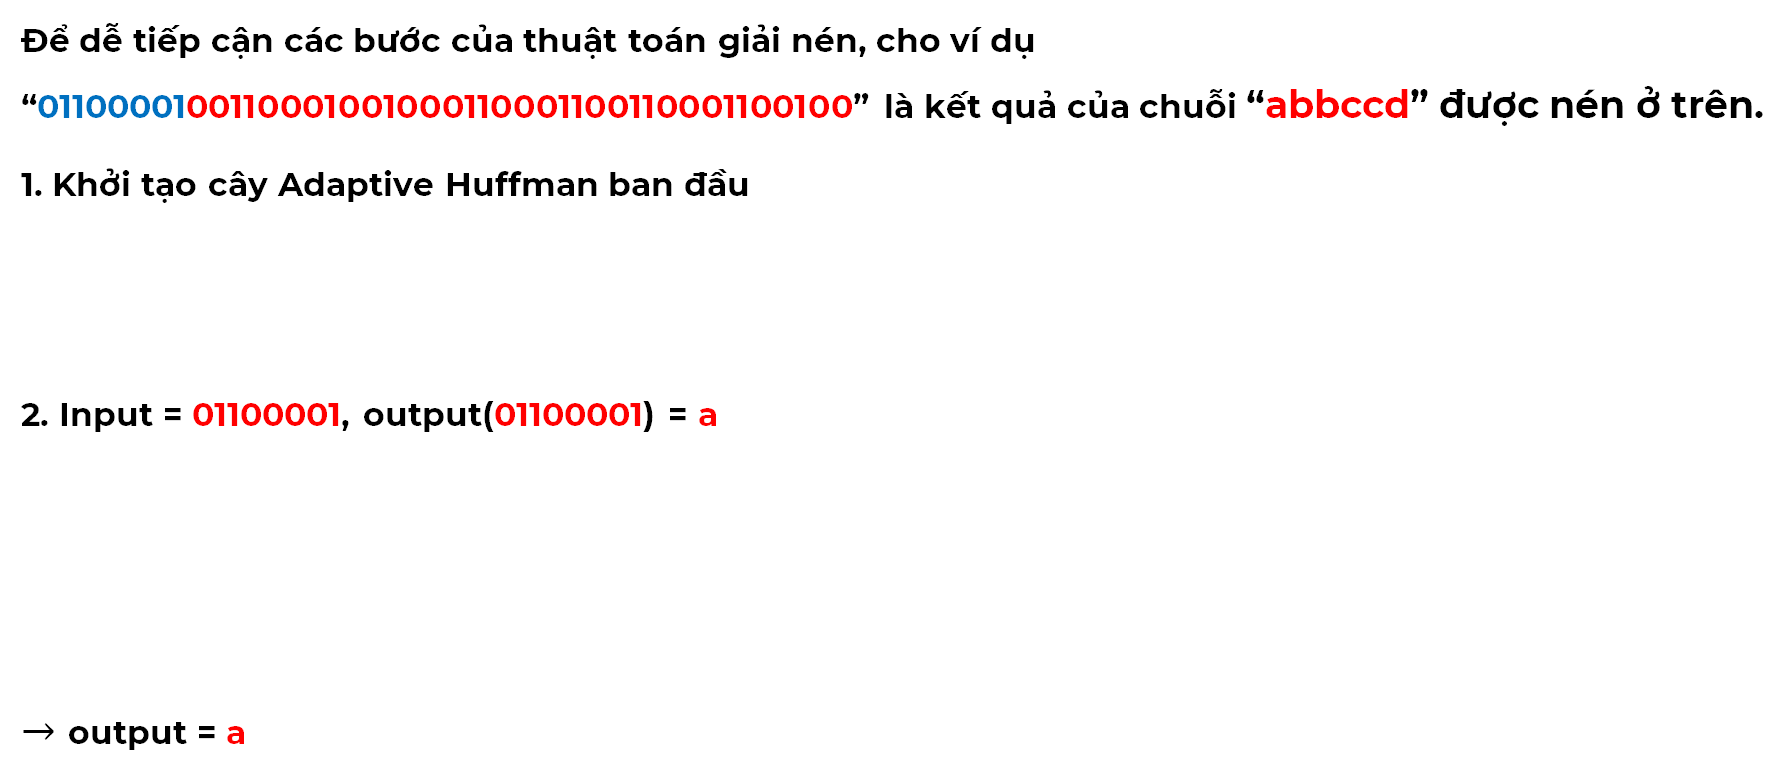 Để dễ tiếp cận các bước của thuật toán giải nén, cho ví dụ
“0110000100110001001000110001100110001100100” là kết quả của chuỗi “abbccd” được nén ở trên.
1. Khởi tạo cây Adaptive Huffman ban đầu
2. Input = 01100001, output(01100001) = a
→ output = a